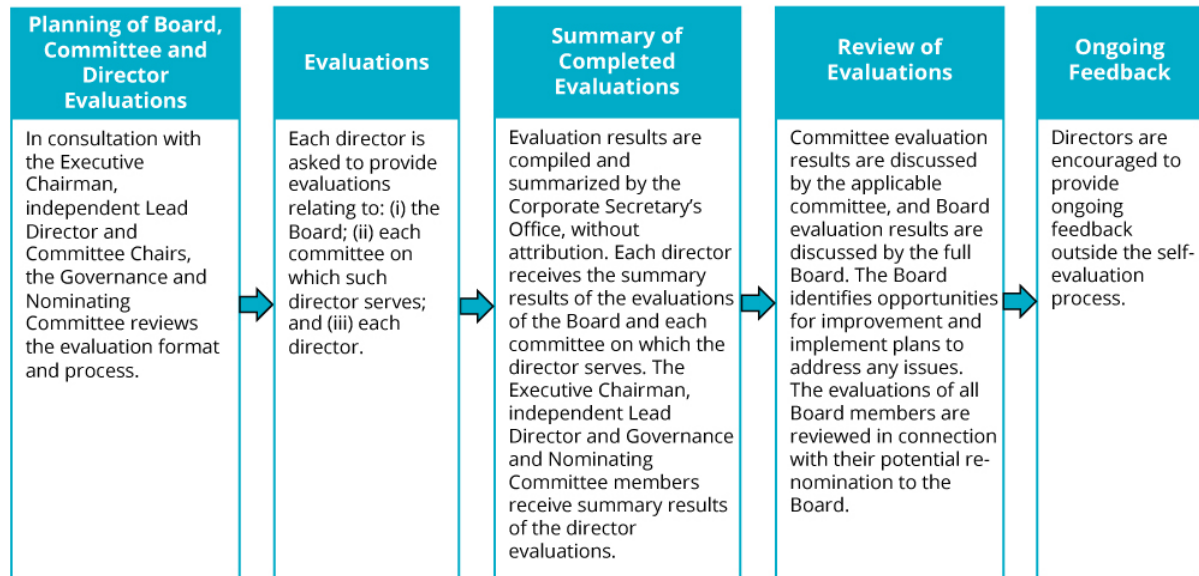 Planning of Board,
Committee and
Director
Evaluations
In consultation with
the Executive
Chairman,
independent Lead
Director and
Committee Chairs,
the Governance and
Nominating
Committee reviews
the evaluation format
and process.
Evaluations
Each director is
asked to provide
evaluations
relating to: (i) the
Board; (ii) each
committee on
which such
director serves;
and (iii) each
director.
Summary of
Completed
Evaluations
Evaluation results are
compiled and
summarized by the
Corporate Secretary’s
Office, without
attribution. Each director
receives the summary
results of the evaluations
of the Board and each
committee on which the
director serves. The
Executive Chairman,
independent Lead
Director and Governance
and Nominating
Committee members
receive summary results
of the director
evaluations.
Review of
Evaluations
Committee evaluation
results are discussed
by the applicable
committee, and Board
evaluation results are
discussed by the full
Board. The Board
identifies opportunities
for improvement and
implement plans to
address any issues.
The evaluations of all
Board members are
reviewed in connection
with their potential re-
nomination to the
Board.
Ongoing
Feedback
Directors are
encouraged to
provide
ongoing
feedback
outside the self-
evaluation
process.